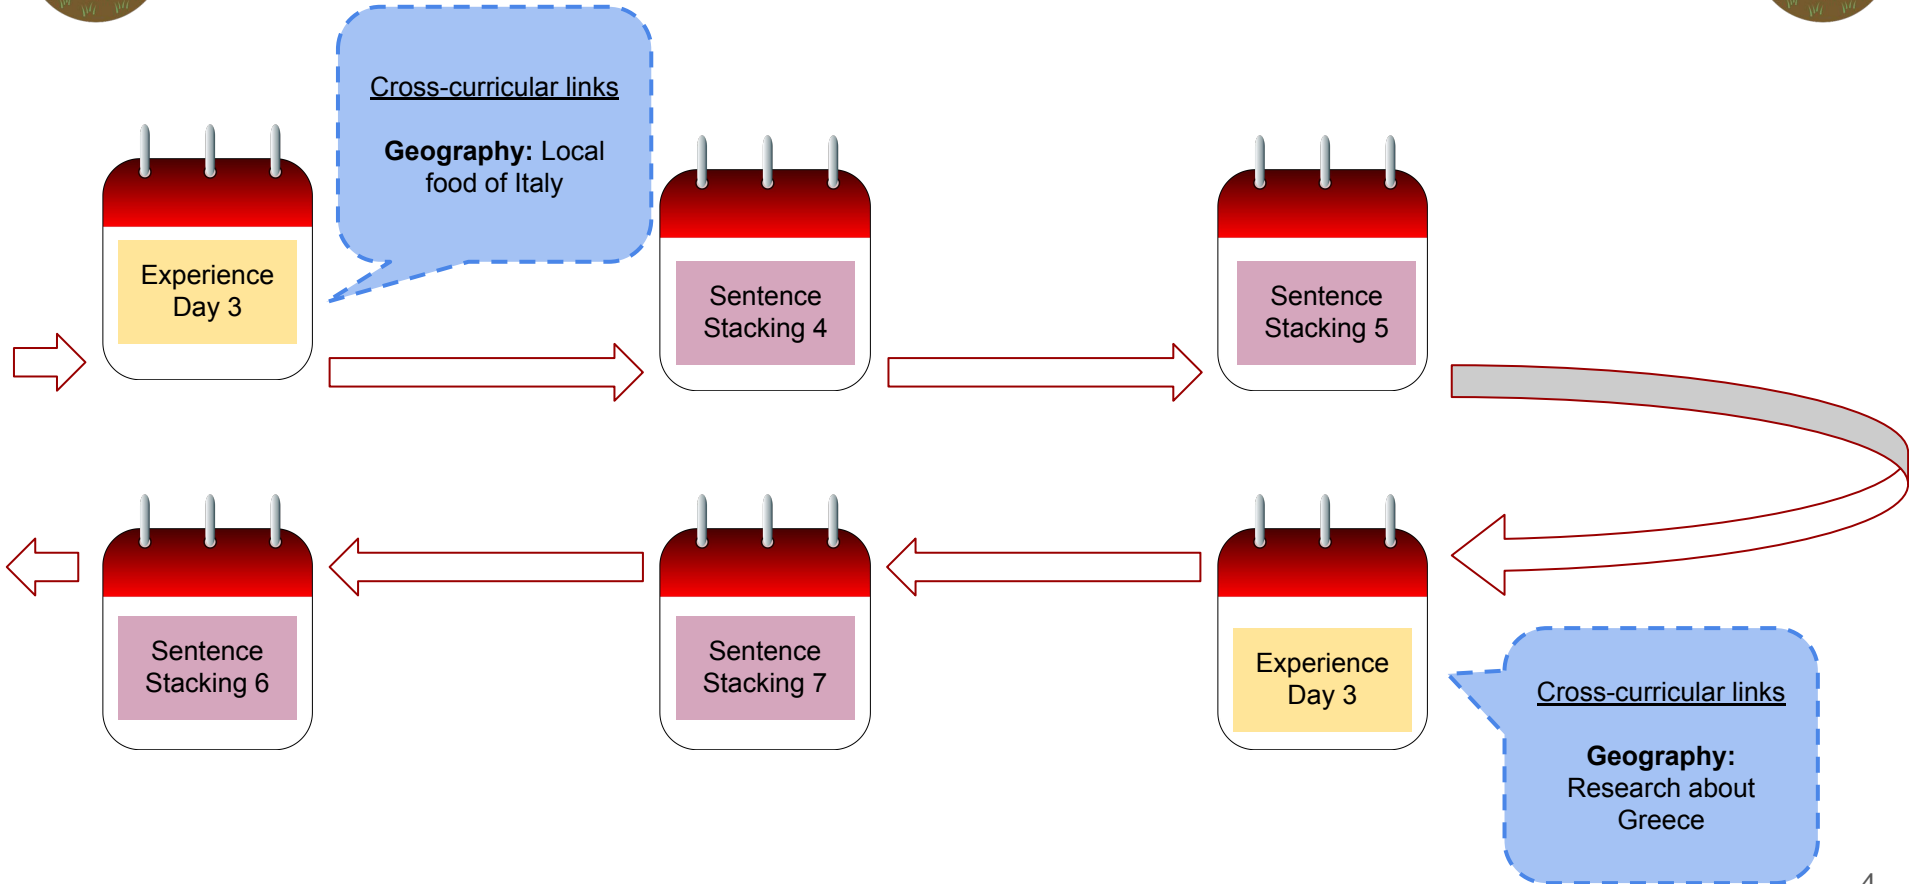 Cross-curricular links
Geography: Local
food of Italy
Experience
Day 3
Sentence
Stacking 4
Sentence
Stacking 5
Sentence
Stacking 6
Sentence
Stacking 7
Experience
Day 3
Cross-curricular links
Geography:
Research about
Greece
4